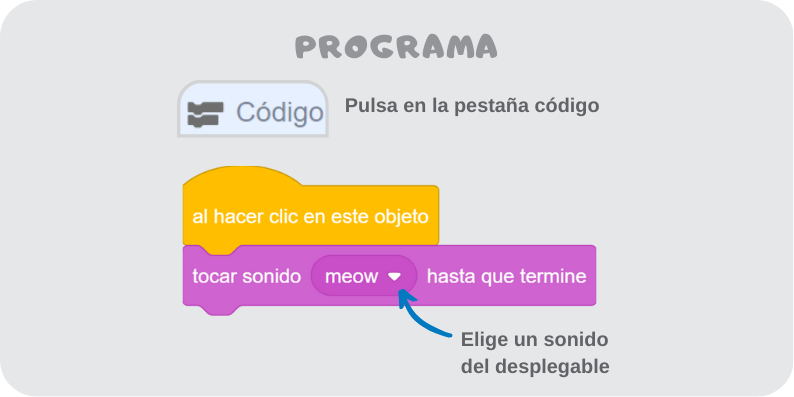 PROGRAMA
Código
Pulsa en la pestaña código
al hacer clic en este objeto
tocar sonido meow hasta que termine
Elige un sonido
del desplegable